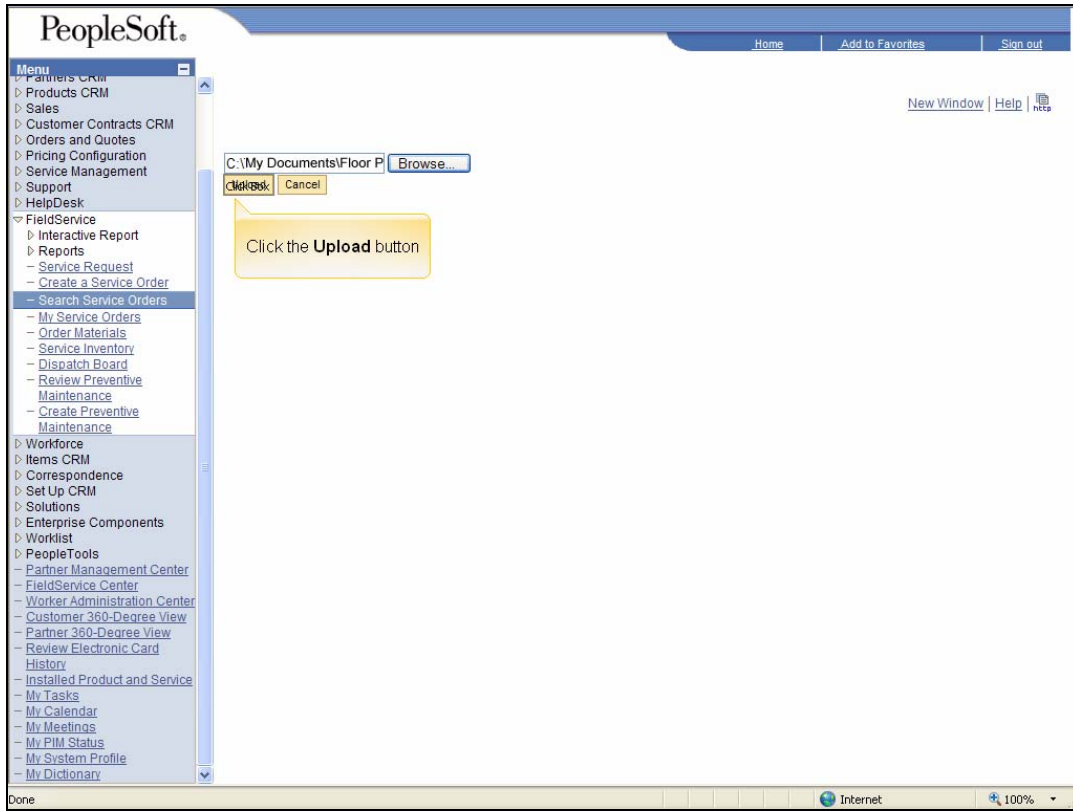 PeopleSoft®
Home | Add to Favorites | Sign out
Menu
Partners CRM
Products CRM
Sales
Customer Contracts CRM
Orders and Quotes
Pricing Configuration
Service Management
Support
HelpDesk
FieldService
Interactive Report
Reports
– Service Request
– Create a Service Order
– Search Service Orders
– My Service Orders
– Order Materials
– Service Inventory
– Dispatch Board
– Review Preventive
Maintenance
– Create Preventive
Maintenance
Workforce
Items CRM
Correspondence
Set Up CRM
Solutions
Enterprise Components
Worklist
PeopleTools
– Partner Management Center
– FieldService Center
– Worker Administration Center
– Customer 360-Degree View
– Partner 360-Degree View
– Review Electronic Card
History
– Installed Product and Service
– My Tasks
– My Calendar
– My Meetings
– My PIM Status
– My System Profile
– My Dictionary
New Window | Help | http
C:\My Documents\Floor P Browse...
Cancel
Click the Upload button
Done Internet 100%